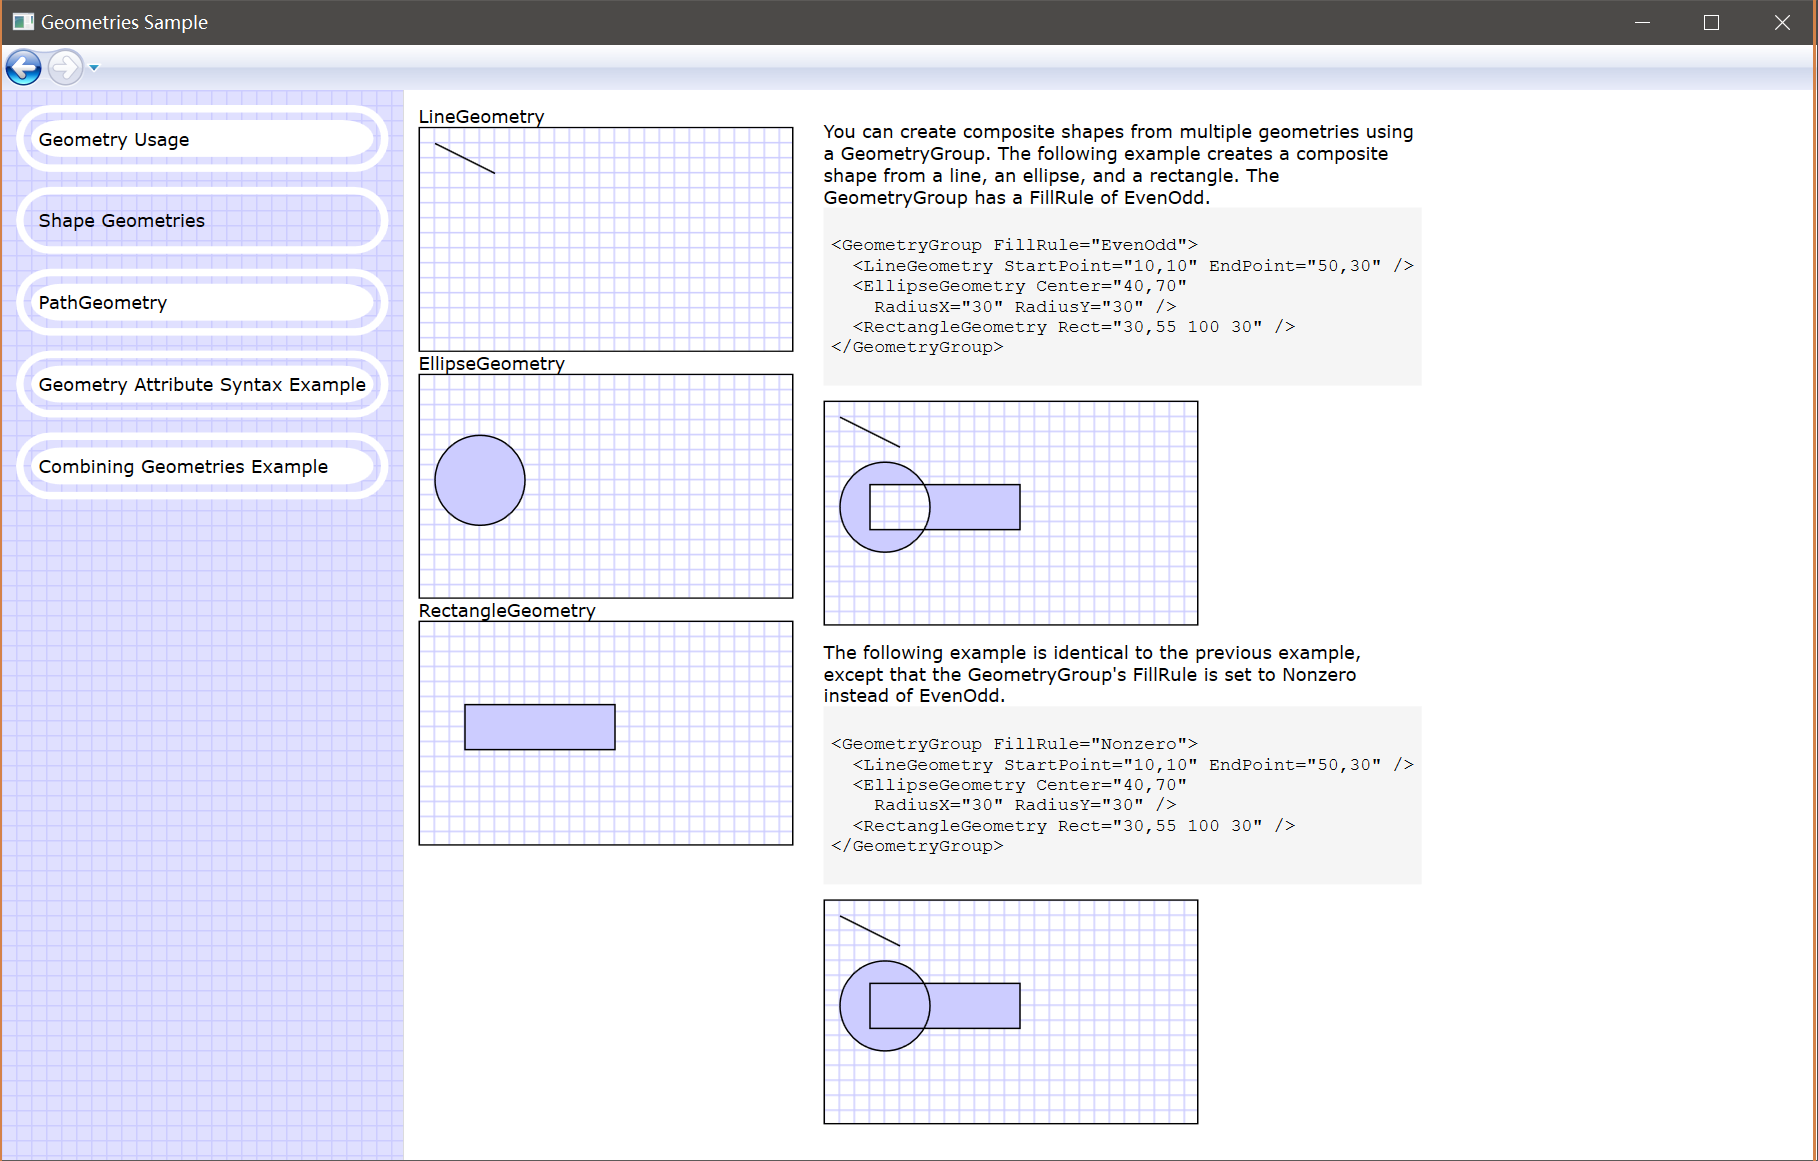 Geometries Sample
Geometry Usage
Shape Geometries
PathGeometry
Geometry Attribute Syntax Example
Combining Geometries Example
LineGeometry
EllipseGeometry
RectangleGeometry
You can create composite shapes from multiple geometries using
a GeometryGroup. The following example creates a composite
shape from a line, an ellipse, and a rectangle. The
GeometryGroup has a FillRule of EvenOdd.
<GeometryGroup FillRule="EvenOdd">
  <LineGeometry StartPoint="10,10" EndPoint="50,30" />
  <EllipseGeometry Center="40,70"
    RadiusX="30" RadiusY="30" />
  <RectangleGeometry Rect="30,55 100 30" />
</GeometryGroup>
The following example is identical to the previous example,
except that the GeometryGroup's FillRule is set to Nonzero
instead of EvenOdd.
<GeometryGroup FillRule="Nonzero">
  <LineGeometry StartPoint="10,10" EndPoint="50,30" />
  <EllipseGeometry Center="40,70"
    RadiusX="30" RadiusY="30" />
  <RectangleGeometry Rect="30,55 100 30" />
</GeometryGroup>